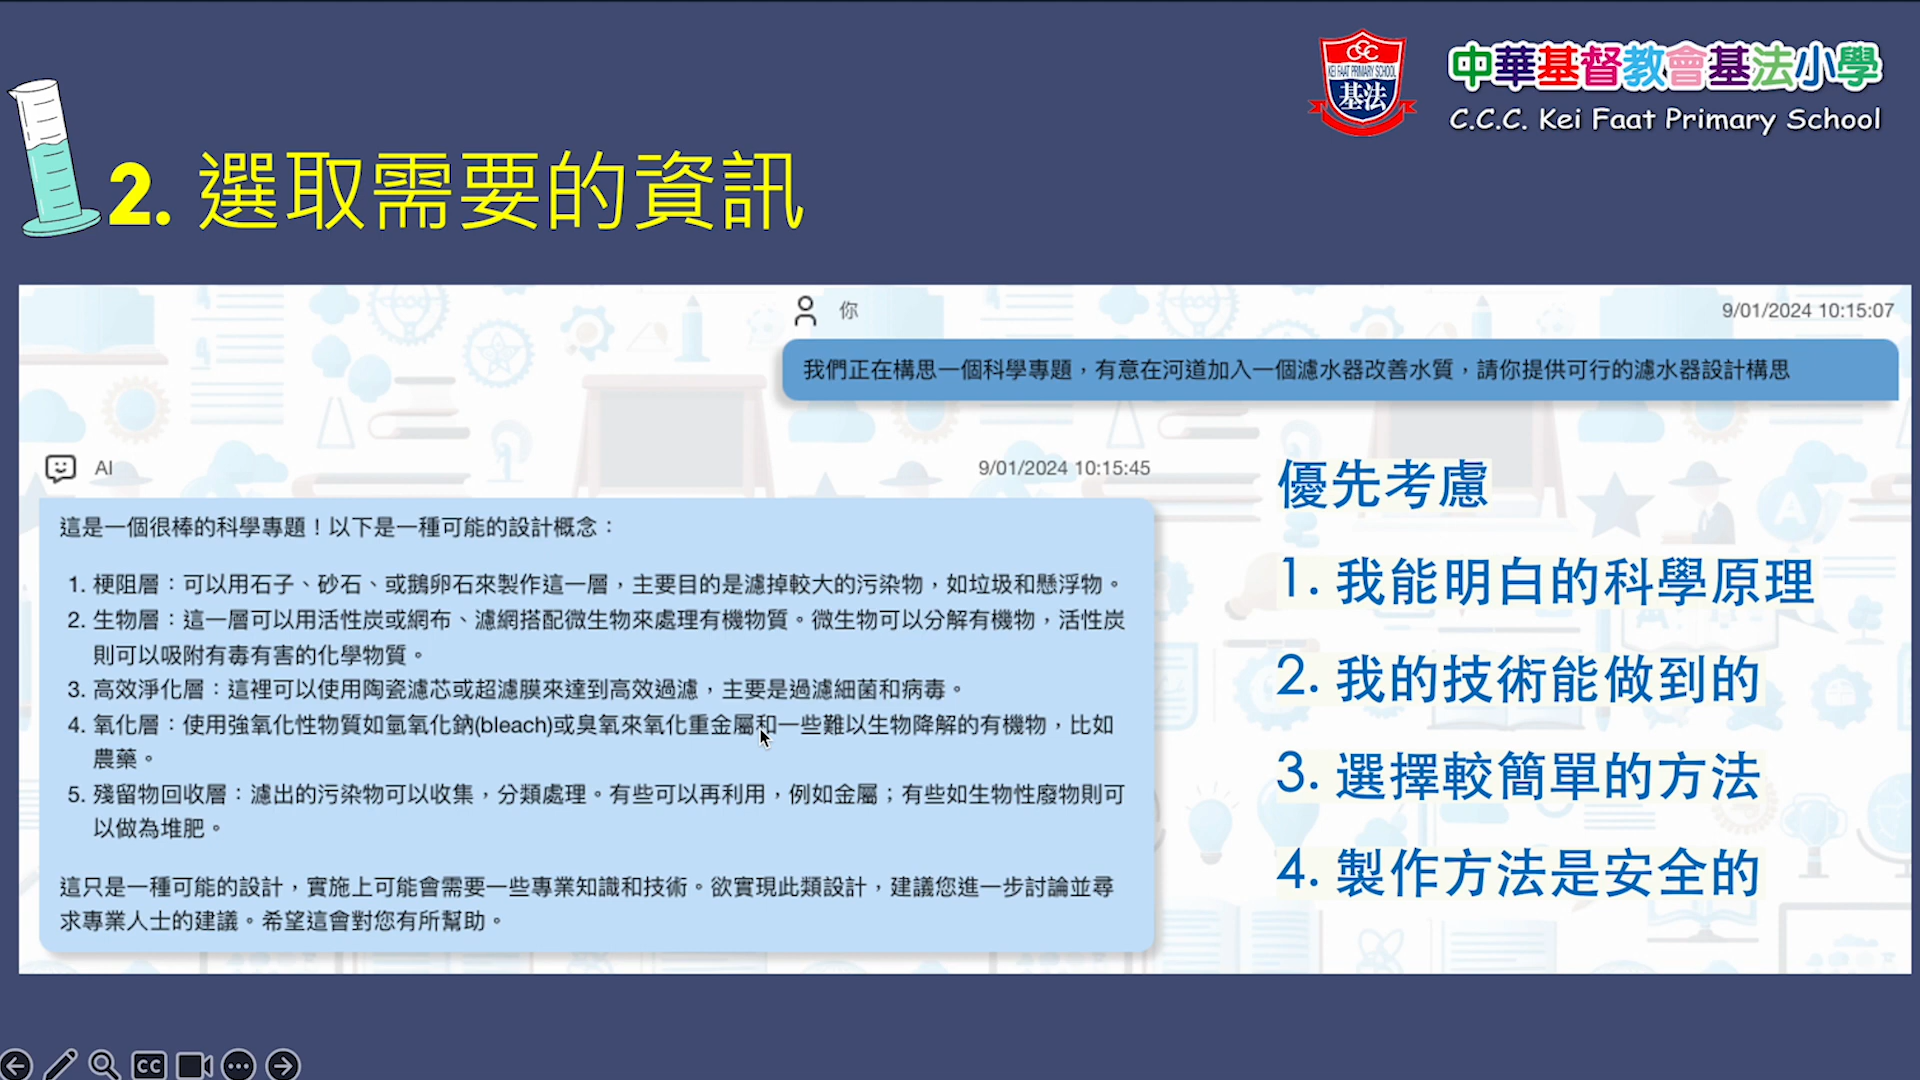 CCC
KEI FAAT PRIMARY SCHOOL
基法
中華基督教會基法小學
C.C.C. Kei Faat Primary School
2. 選取需要的資訊
你
9/01/2024 10:15:07
我們正在構思一個科學專題，有意在河道加入一個濾水器改善水質，請你提供可行的濾水器設計構思
AI
9/01/2024 10:15:45
這是一個很棒的科學專題！以下是一種可能的設計概念：
1. 梗阻層：可以用石子、砂石、或鵝卵石來製作這一層，主要目的是濾掉較大的污染物，如垃圾和懸浮物。
2. 生物層：這一層可以用活性炭或網布、濾網搭配微生物來處理有機物質。微生物可以分解有機物，活性炭
則可以吸附有毒有害的化學物質。
3. 高效淨化層：這裡可以使用陶瓷濾芯或超濾膜來達到高效過濾，主要是過濾細菌和病毒。
4. 氧化層：使用強氧化性物質如氫氧化鈉(bleach)或臭氧來氧化重金屬和一些難以生物降解的有機物，比如
農藥。
5. 殘留物回收層：濾出的污染物可以收集，分類處理。有些可以再利用，例如金屬；有些如生物性廢物則可
以做為堆肥。
這只是一種可能的設計，實施上可能會需要一些專業知識和技術。欲實現此類設計，建議您進一步討論並尋
求專業人士的建議。希望這會對您有所幫助。
優先考慮
1. 我能明白的科學原理
2. 我的技術能做到的
3. 選擇較簡單的方法
4. 製作方法是安全的
CC